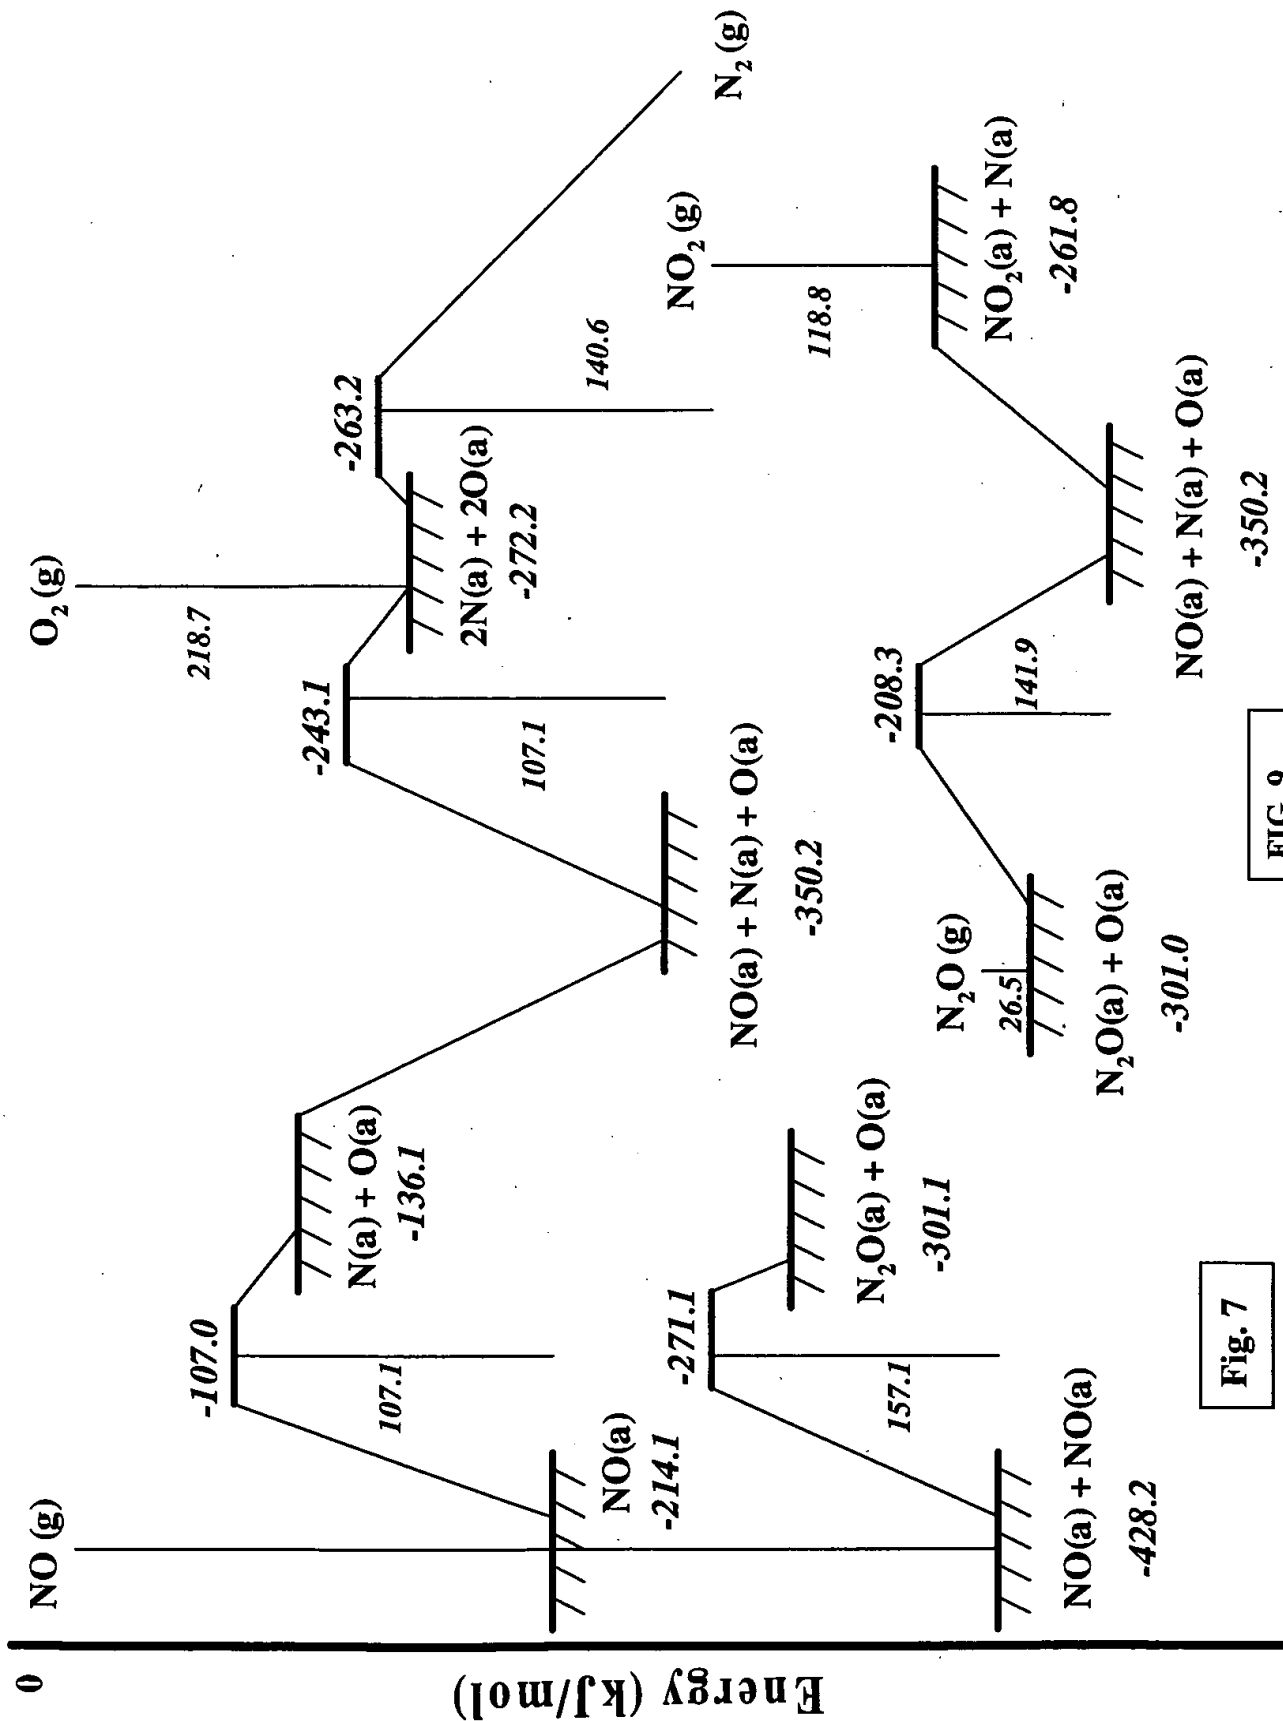 Energy (kJ/mol)
0
NO (g)
-107.0
107.1
NO(a)
-214.1
N(a) + O(a)
-136.1
NO(a) + N(a) + O(a)
-350.2
-243.1
107.1
O₂ (g)
218.7
2N(a) + 2O(a)
-272.2
-263.2
140.6
N₂ (g)
NO(a) + NO(a)
-428.2
-271.1
157.1
N₂O(a) + O(a)
-301.1
N₂O (g)
26.5
N₂O(a) + O(a)
-301.0
-208.3
141.9
NO(a) + N(a) + O(a)
-350.2
NO₂ (g)
118.8
NO₂(a) + N(a)
-261.8
Fig. 7